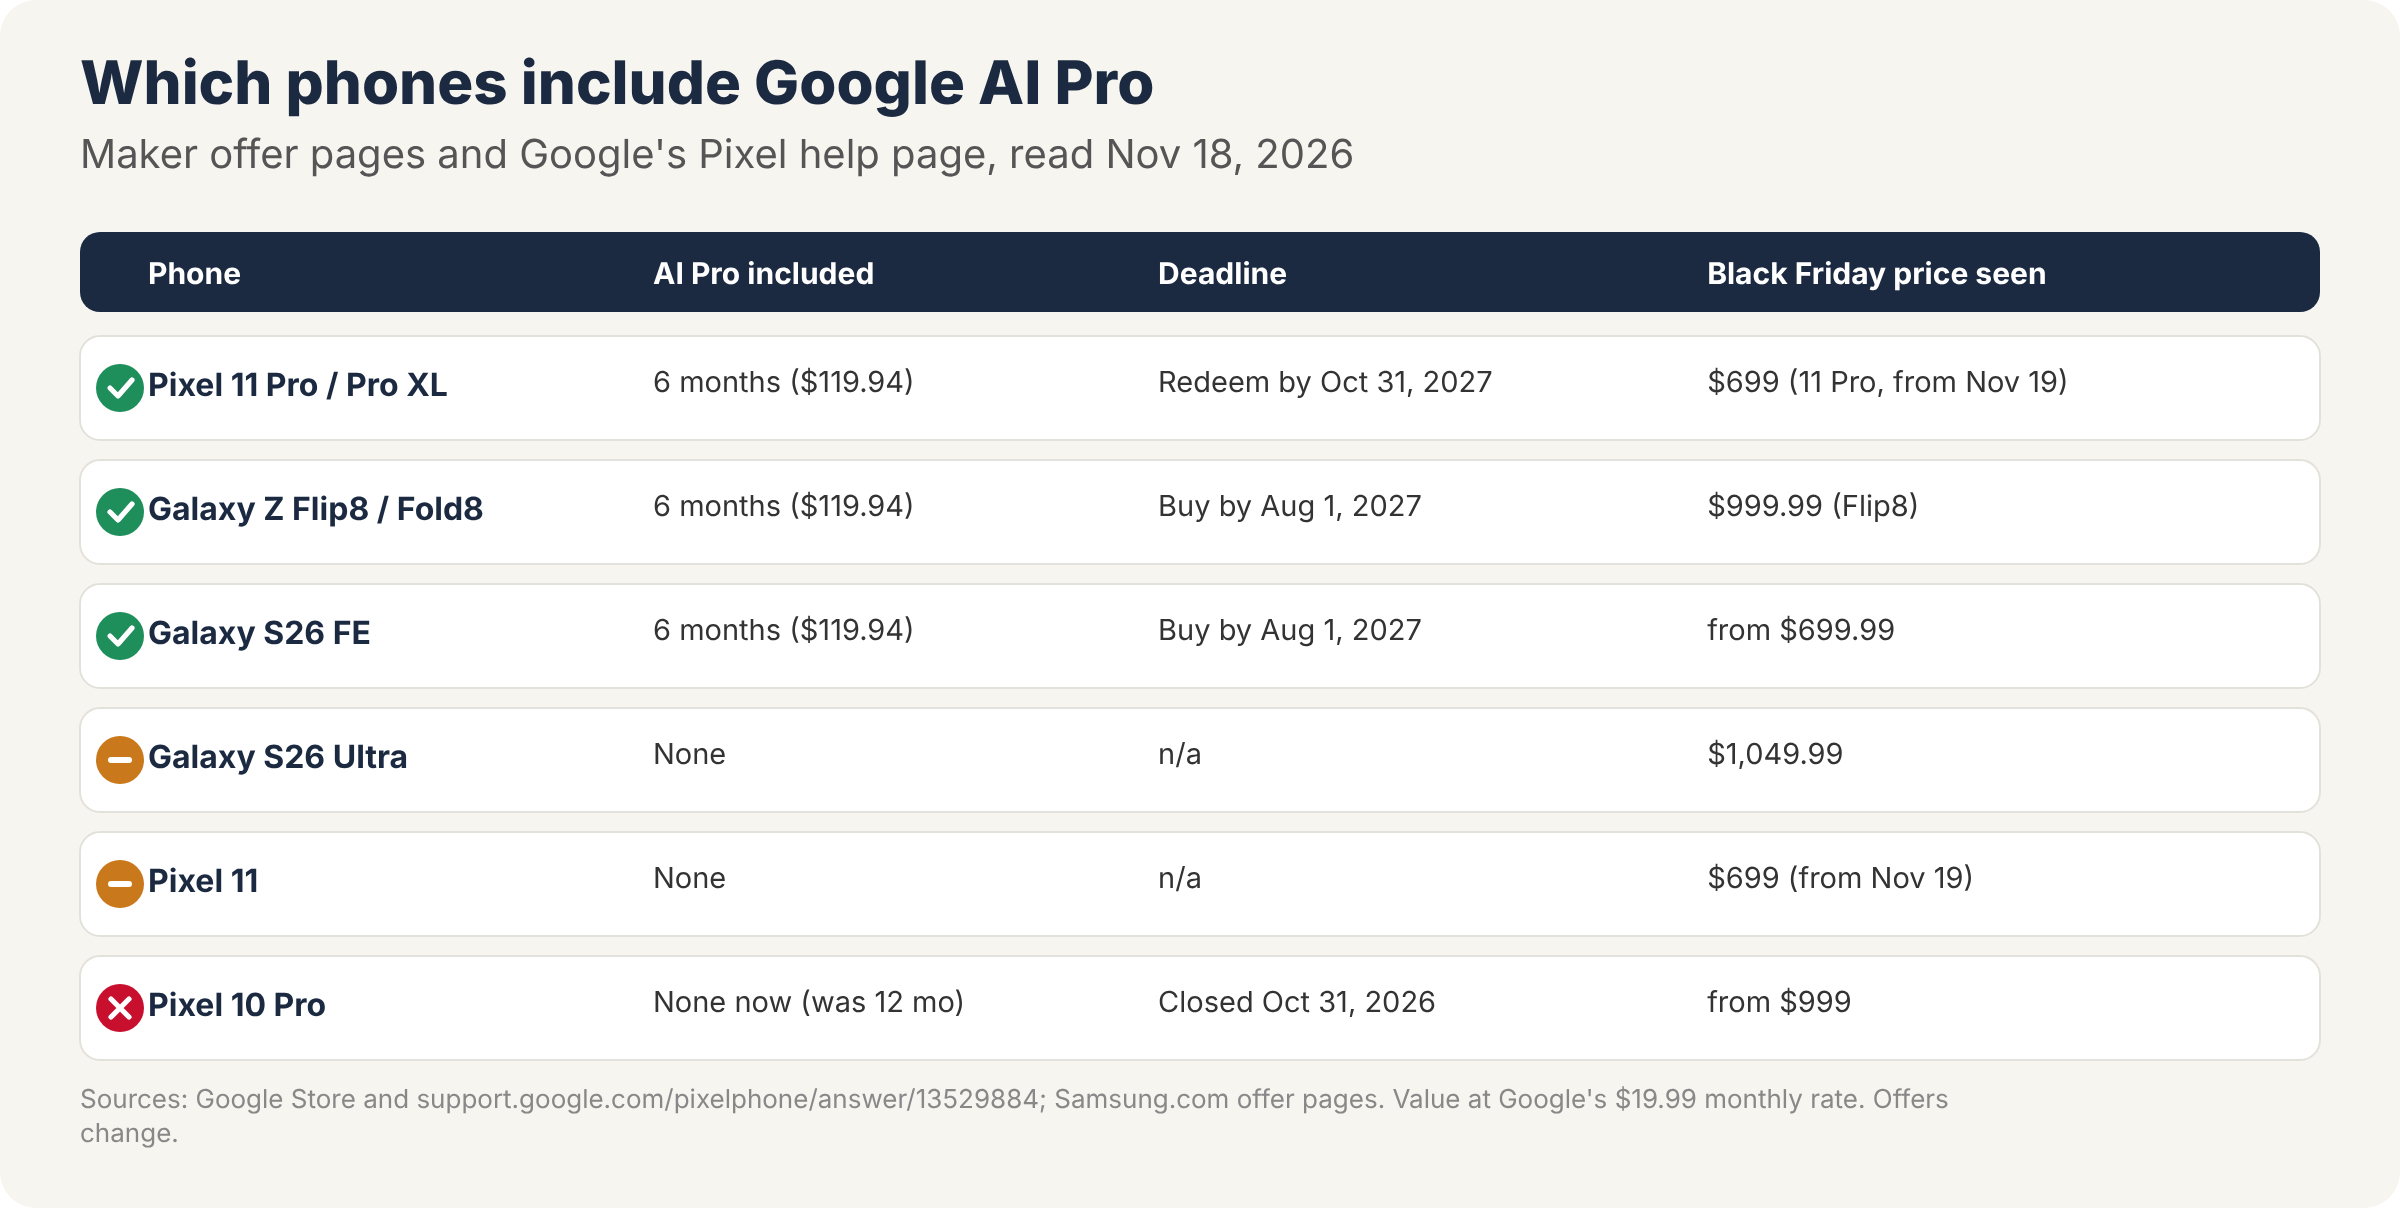 Which phones include Google AI Pro
Maker offer pages and Google's Pixel help page, read Nov 18, 2026
Phone AI Pro included Deadline Black Friday price seen
Pixel 11 Pro / Pro XL 6 months ($119.94) Redeem by Oct 31, 2027 $699 (11 Pro, from Nov 19)
Galaxy Z Flip8 / Fold8 6 months ($119.94) Buy by Aug 1, 2027 $999.99 (Flip8)
Galaxy S26 FE 6 months ($119.94) Buy by Aug 1, 2027 from $699.99
Galaxy S26 Ultra None n/a $1,049.99
Pixel 11 None n/a $699 (from Nov 19)
Pixel 10 Pro None now (was 12 mo) Closed Oct 31, 2026 from $999
Sources: Google Store and support.google.com/pixelphone/answer/13529884; Samsung.com offer pages. Value at Google's $19.99 monthly rate. Offers
change.